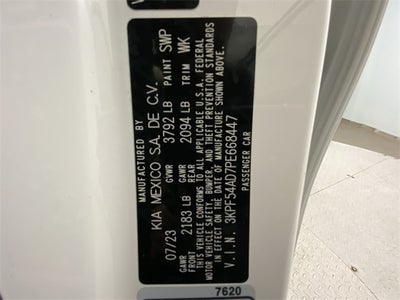 MANUFACTURED BY
KIA MEXICO S.A. DE C.V.
07/23 GVWR 3792 LB PAINT SWP
GAWR FRONT 2183 LB GAWR REAR 2094 LB TRIM WK
THIS VEHICLE CONFORMS TO ALL APPLICABLE U.S.A. FEDERAL
MOTOR VEHICLE SAFETY, BUMPER, AND THEFT PREVENTION STANDARDS
IN EFFECT ON THE DATE OF MANUFACTURE SHOWN ABOVE.
V.I.N. 3KPF54AD7PE668447
PASSENGER CAR
7620